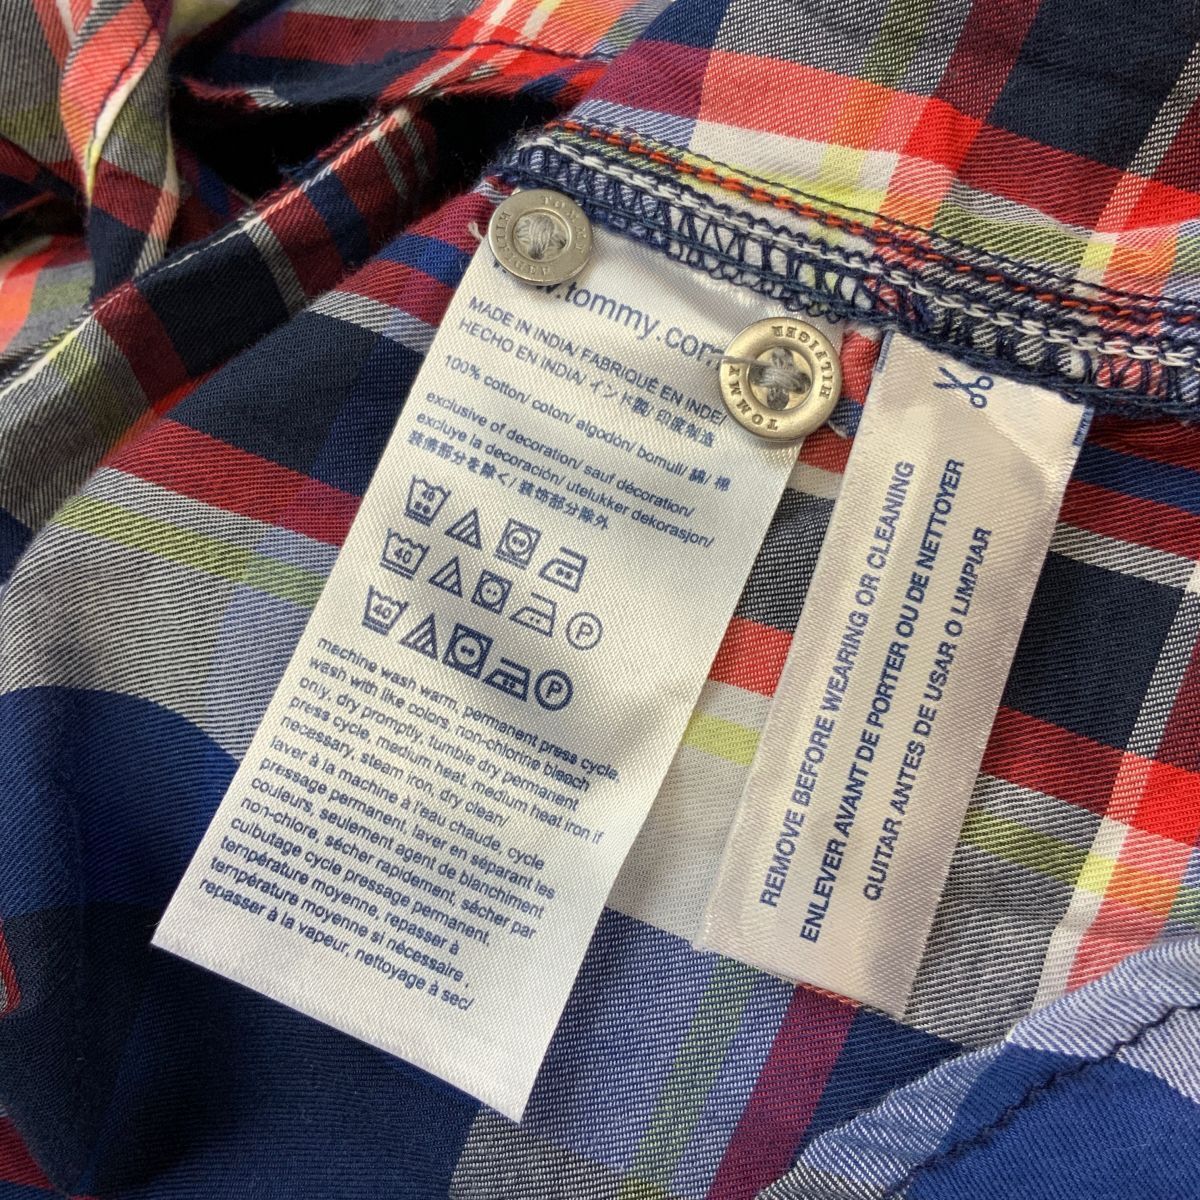 TOMMY HILFIGER
TOMMY HILFIGER
.tommy.com
MADE IN INDIA/ FABRIQUÉ EN INDE/
HECHO EN INDIA/ インド製/ 印度製造
100% cotton/ coton/ algodón/ bomull/ 綿/ 棉
exclusive of decoration/ sauf décoration/
excluye la decoración/ utelukker dekorasjon/
装飾部分を除く/ 装饰部分除外
40
40
P
40
P
machine wash warm, permanent press cycle,
wash with like colors, non-chlorine bleach
only, dry promptly, tumble dry permanent
press cycle, medium heat, medium heat iron if
necessary, steam iron, dry clean/
laver à la machine à l'eau chaude, cycle
pressage permanent, laver en séparant les
couleurs, seulement agent de blanchiment
non-chlore, sécher rapidement, sécher par
culbutage cycle pressage permanent,
température moyenne, repasser à
température moyenne si nécessaire,
repasser à la vapeur, nettoyage à sec/
REMOVE BEFORE WEARING OR CLEANING
ENLEVER AVANT DE PORTER OU DE NETTOYER
QUITAR ANTES DE USAR O LIMPIAR